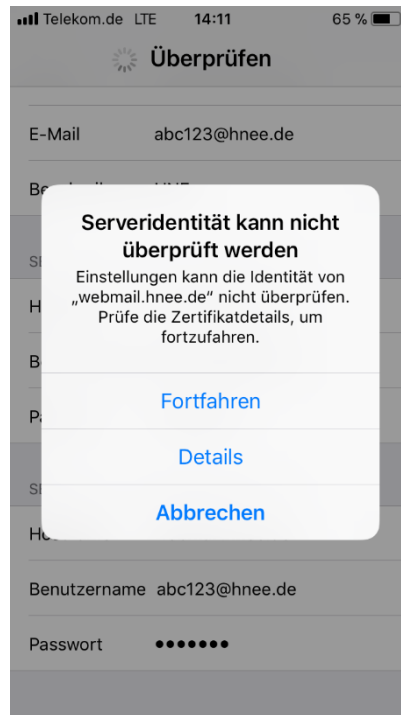 Telekom.de LTE 14:11 65 %
Überprüfen
E-Mail abc123@hnee.de
Serveridentität kann nicht
überprüft werden
Einstellungen kann die Identität von
„webmail.hnee.de“ nicht überprüfen.
Prüfe die Zertifikatdetails, um
fortzufahren.
Fortfahren
Details
Abbrechen
Benutzername abc123@hnee.de
Passwort ●●●●●●●